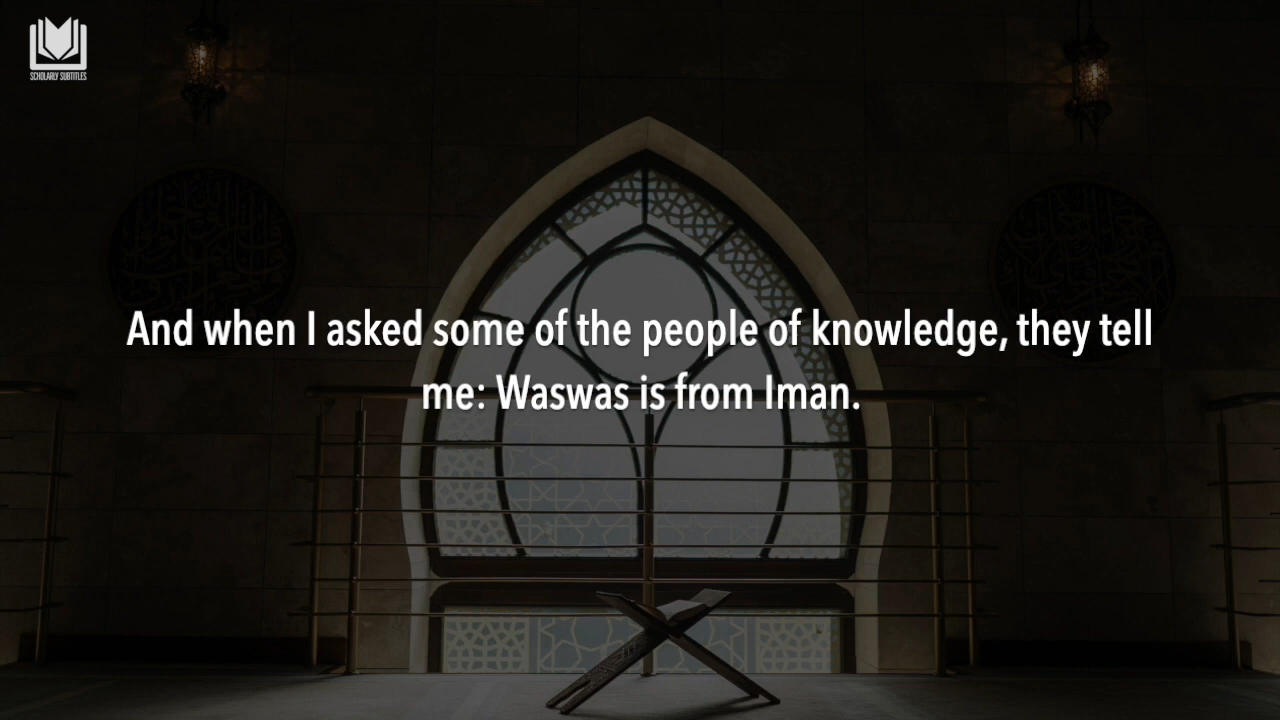 SCHOLARLY SUBTITLES
And when I asked some of the people of knowledge, they tell
me: Waswas is from Iman.